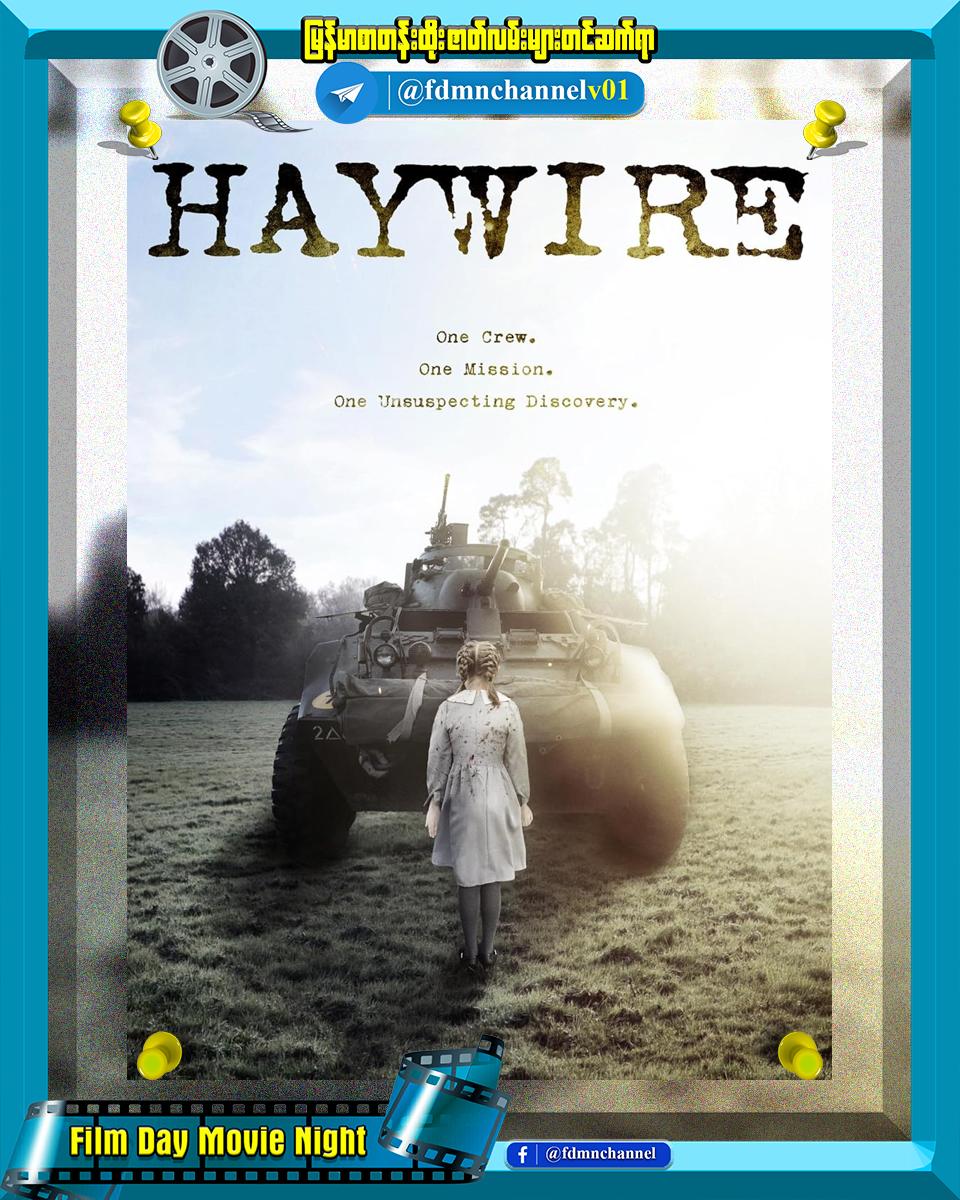 မြန်မာစာတန်းထိုးဇာတ်လမ်းများတင်ဆက်ရာ
@fdmnchannelv01
HAYWIRE
One Crew.
One Mission.
One Unsuspecting Discovery.
2
Film Day Movie Night
f @fdmnchannel